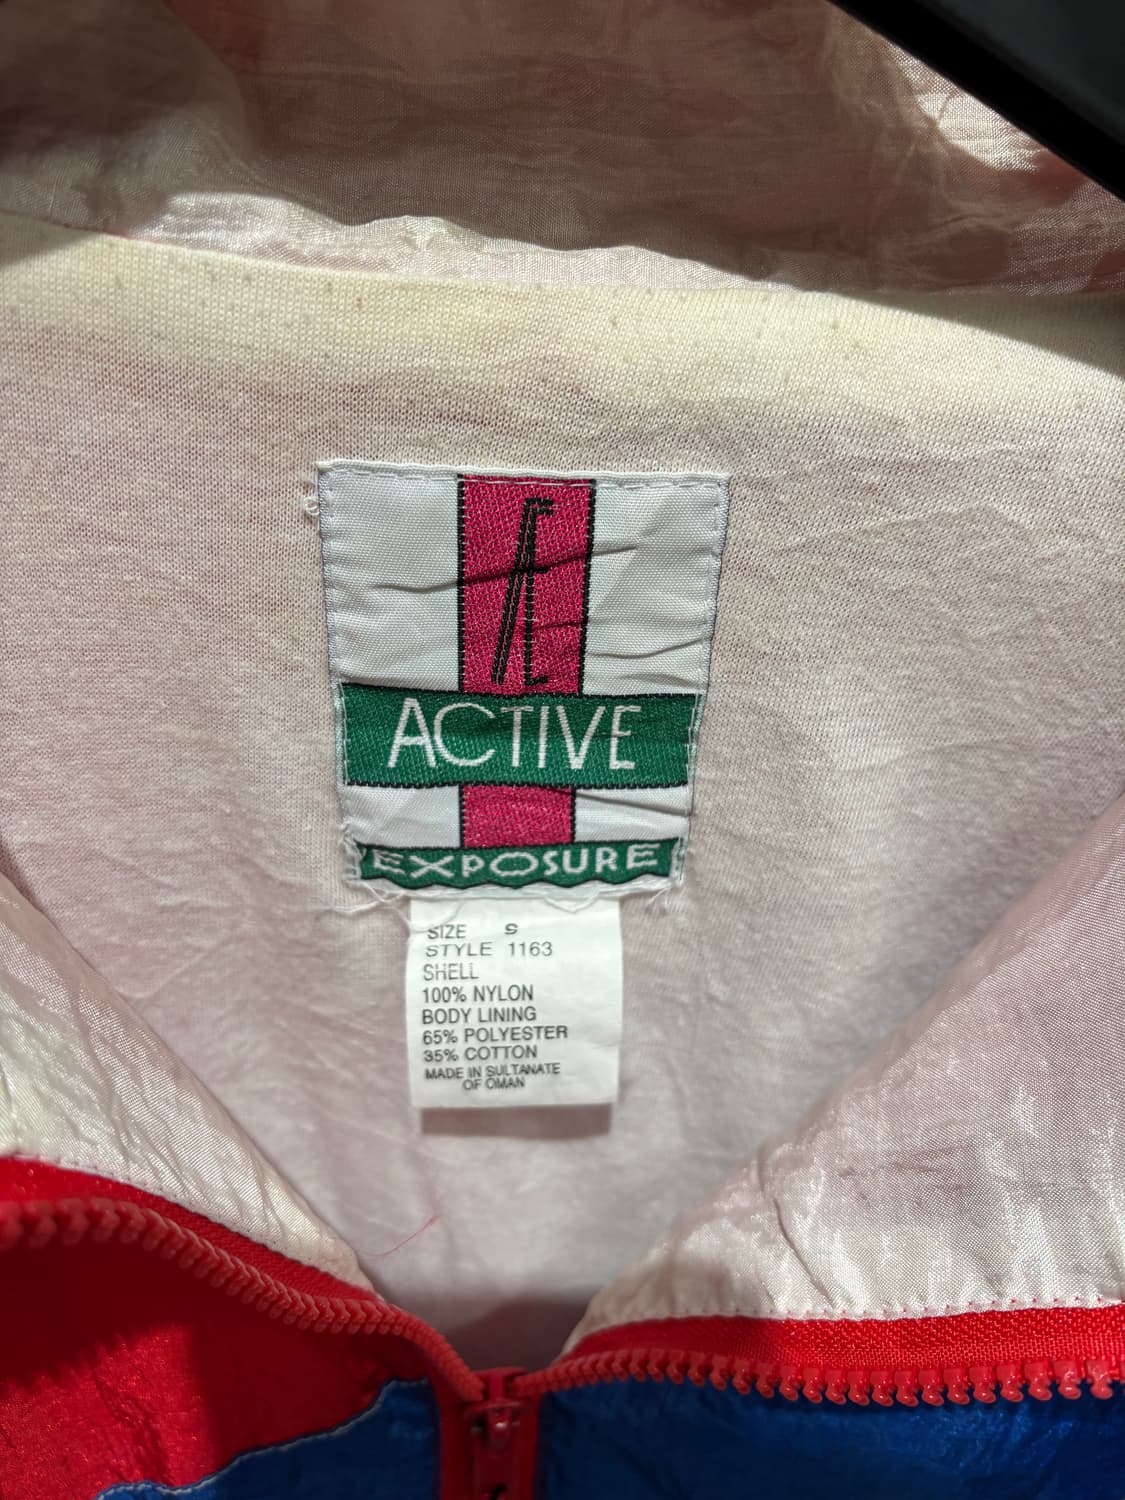 AE
ACTIVE
EXPOSURE
SIZE S
STYLE 1163
SHELL
100% NYLON
BODY LINING
65% POLYESTER
35% COTTON
MADE IN SULTANATE
OF OMAN